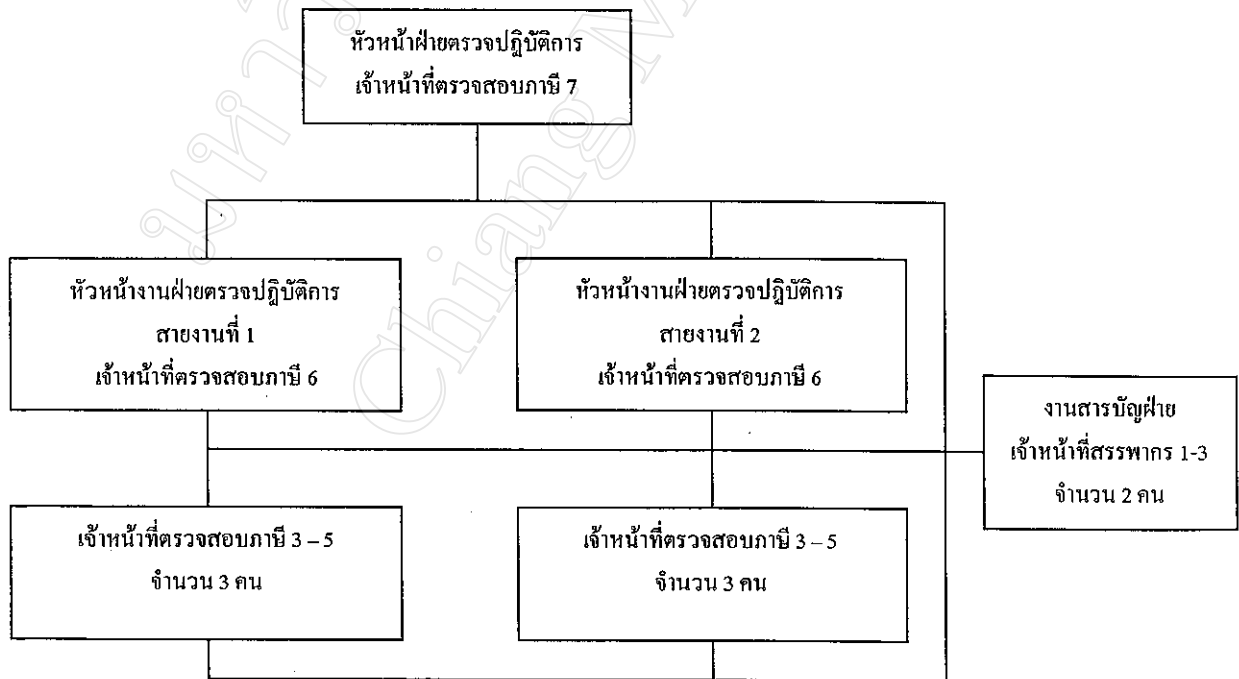 หัวหน้าฝ่ายตรวจปฏิบัติการ
เจ้าหน้าที่ตรวจสอบภาษี 7
หัวหน้างานฝ่ายตรวจปฏิบัติการ
สายงานที่ 1
เจ้าหน้าที่ตรวจสอบภาษี 6
หัวหน้างานฝ่ายตรวจปฏิบัติการ
สายงานที่ 2
เจ้าหน้าที่ตรวจสอบภาษี 6
งานสารบัญฝ่าย
เจ้าหน้าที่สรรพากร 1-3
จำนวน 2 คน
เจ้าหน้าที่ตรวจสอบภาษี 3 – 5
จำนวน 3 คน
เจ้าหน้าที่ตรวจสอบภาษี 3 – 5
จำนวน 3 คน
Chiang